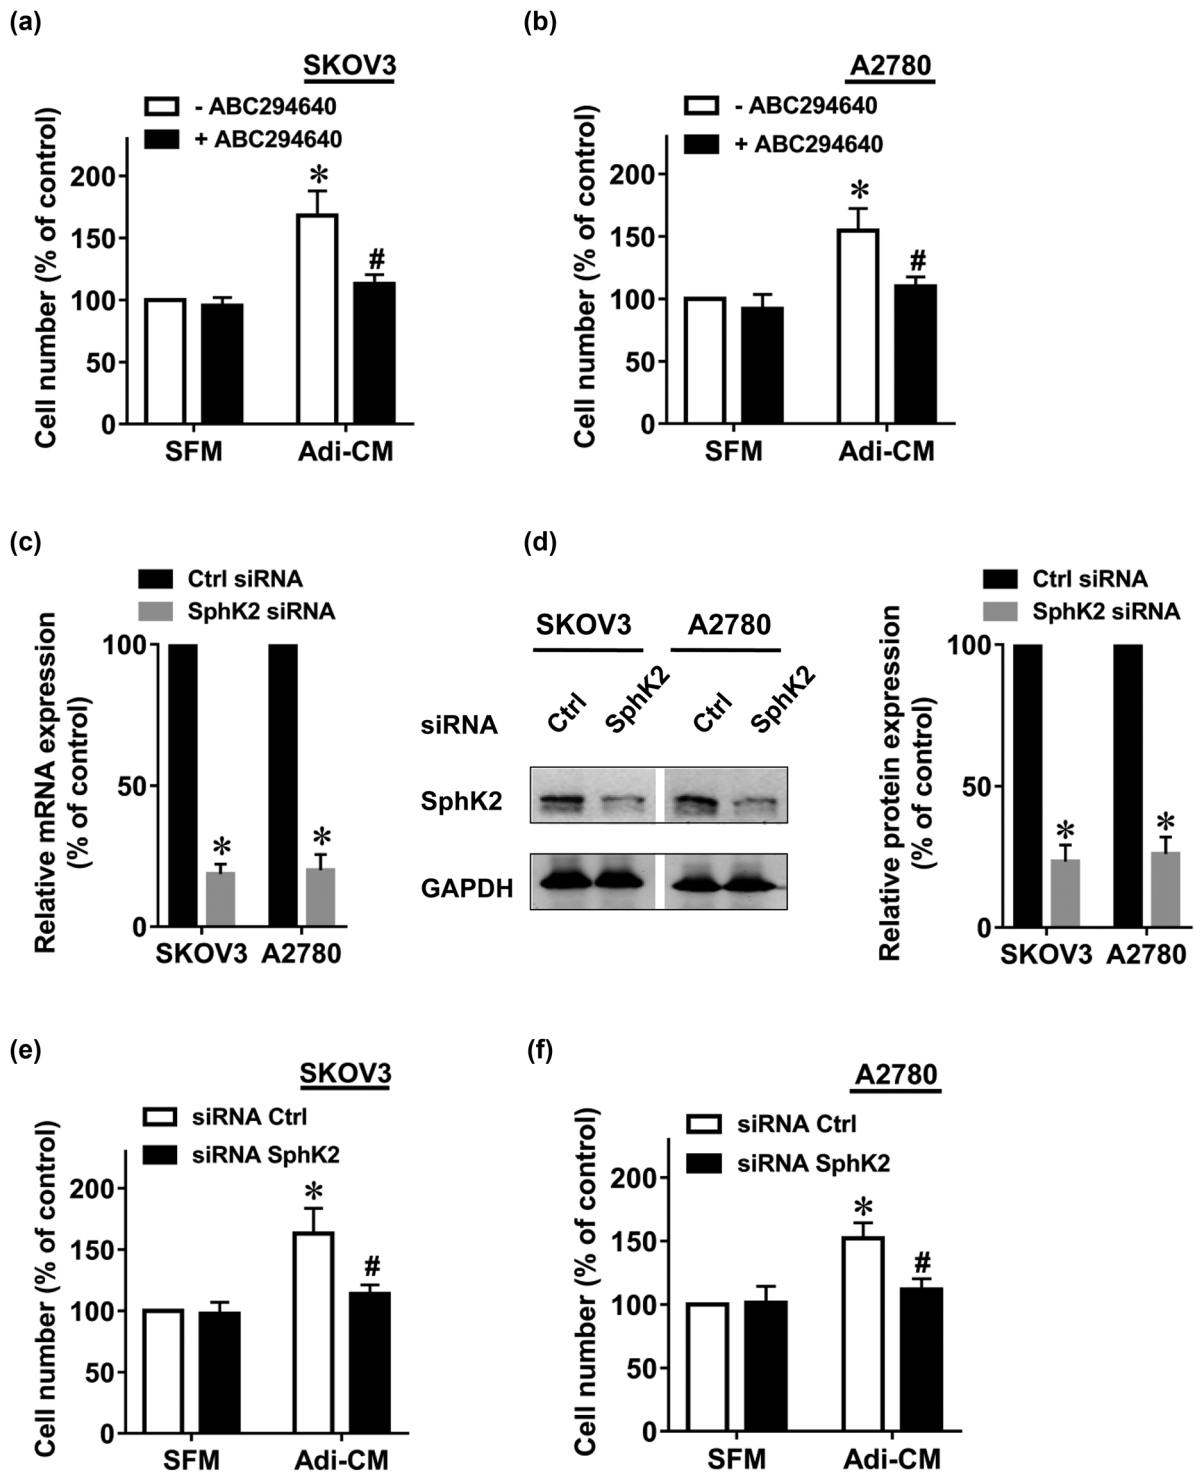 (a)
SKOV3
- ABC294640
+ ABC294640
Cell number (% of control)
200
150
100
50
0
*
#
SFM
Adi-CM
(b)
A2780
- ABC294640
+ ABC294640
Cell number (% of control)
200
150
100
50
0
*
#
SFM
Adi-CM
(c)
Ctrl siRNA
SphK2 siRNA
Relative mRNA expression
(% of control)
100
50
0
*
*
SKOV3
A2780
(d)
SKOV3
A2780
siRNA
Ctrl
SphK2
Ctrl
SphK2
SphK2
GAPDH
Ctrl siRNA
SphK2 siRNA
Relative protein expression
(% of control)
100
50
0
*
*
SKOV3
A2780
(e)
SKOV3
siRNA Ctrl
siRNA SphK2
Cell number (% of control)
200
150
100
50
0
*
#
SFM
Adi-CM
(f)
A2780
siRNA Ctrl
siRNA SphK2
Cell number (% of control)
200
150
100
50
0
*
#
SFM
Adi-CM